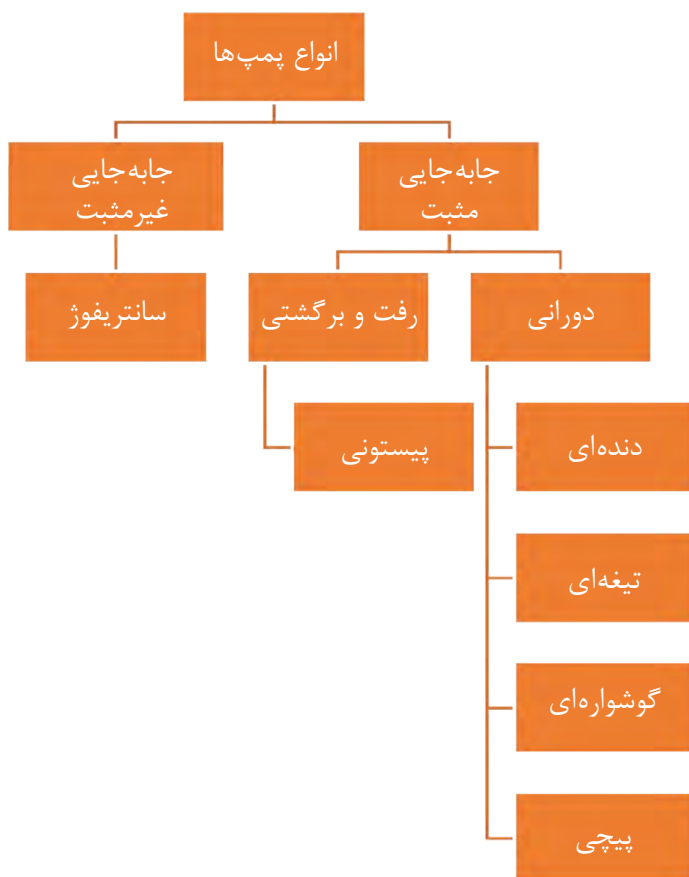 انواع پمپ‌ها
جابه‌جایی
مثبت
جابه‌جایی
غیرمثبت
دورانی
رفت و برگشتی
سانتریفوژ
دنده‌ای
پیستونی
تیغه‌ای
گوشواره‌ای
پیچی